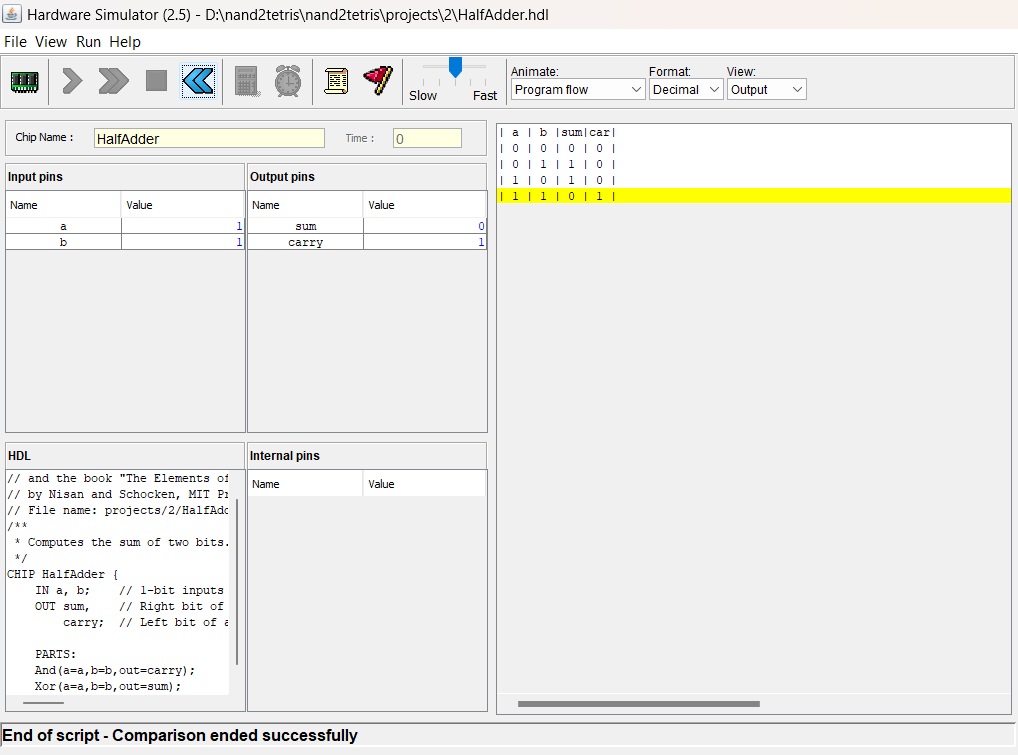 Hardware Simulator (2.5) - D:\nand2tetris\nand2tetris\projects\2\HalfAdder.hdl
File View Run Help
Slow Fast
Animate: Format: View:
Program flow Decimal Output
Chip Name : HalfAdder Time : 0
Input pins
Name Value
a 1
b 1
Output pins
Name Value
sum 0
carry 1
| a | b |sum|car|
| 0 | 0 | 0 | 0 |
| 0 | 1 | 1 | 0 |
| 1 | 0 | 1 | 0 |
| 1 | 1 | 0 | 1 |
HDL
// and the book "The Elements of
// by Nisan and Schocken, MIT Pr
// File name: projects/2/HalfAdd
/**
* Computes the sum of two bits.
*/
CHIP HalfAdder {
IN a, b; // 1-bit inputs
OUT sum, // Right bit of
carry; // Left bit of a
PARTS:
And(a=a,b=b,out=carry);
Xor(a=a,b=b,out=sum);
Internal pins
Name Value
End of script - Comparison ended successfully